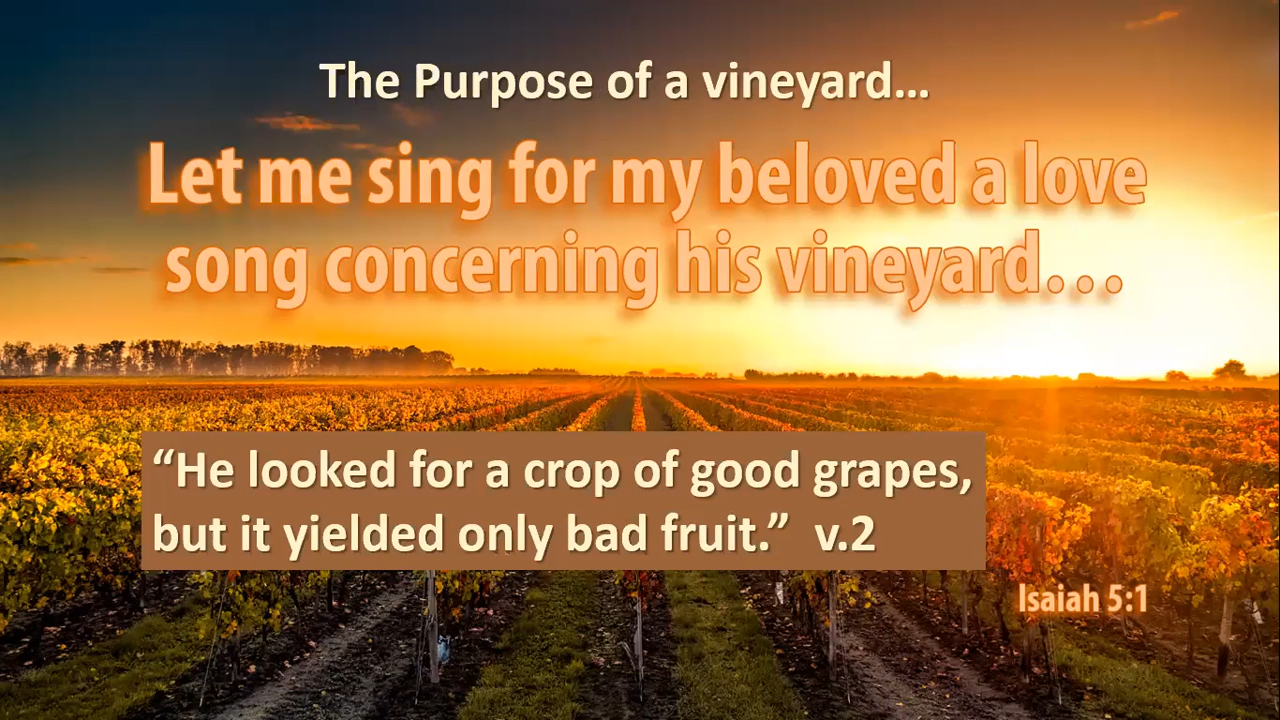 The Purpose of a vineyard…
Let me sing for my beloved a love
song concerning his vineyard…
“He looked for a crop of good grapes,
but it yielded only bad fruit.”  v.2
Isaiah 5:1